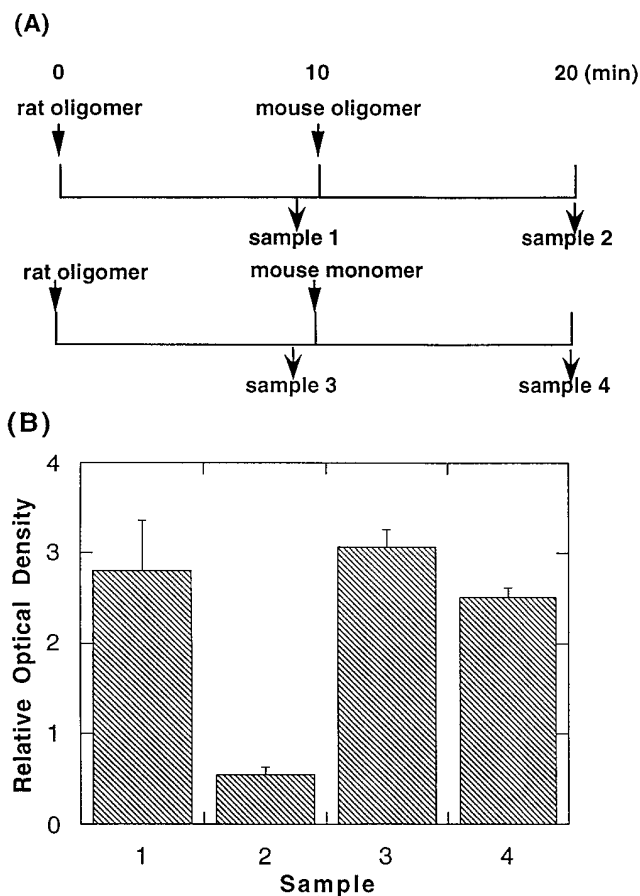 (A)
0 10 20 (min)
rat oligomer mouse oligomer
sample 1 sample 2
rat oligomer mouse monomer
sample 3 sample 4
(B)
4
3
2
1
0
Relative Optical Density
1 2 3 4
Sample